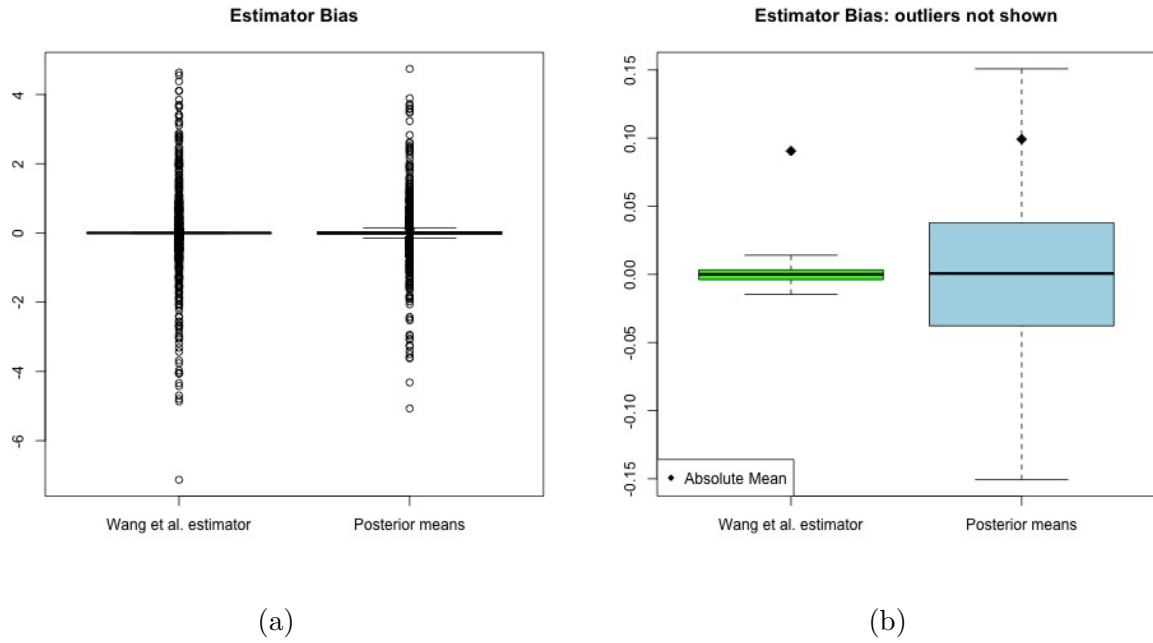 Estimator Bias
4
2
0
-2
-4
-6
Wang et al. estimator
Posterior means
(a)
Estimator Bias: outliers not shown
0.15
0.10
0.05
0.00
-0.05
-0.10
-0.15
Absolute Mean
Wang et al. estimator
Posterior means
(b)